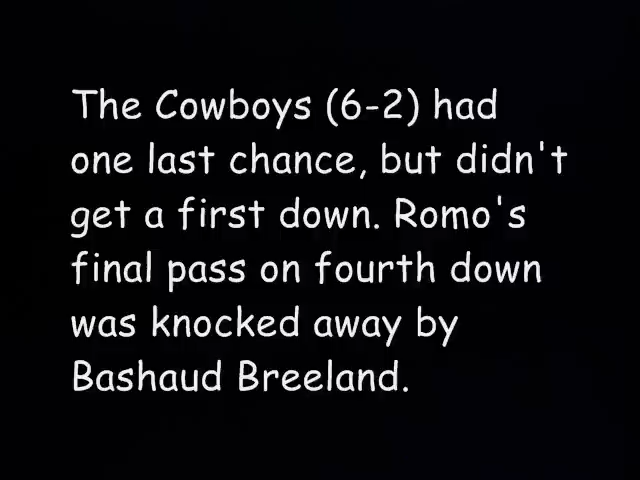 The Cowboys (6-2) had
one last chance, but didn't
get a first down. Romo's
final pass on fourth down
was knocked away by
Bashaud Breeland.